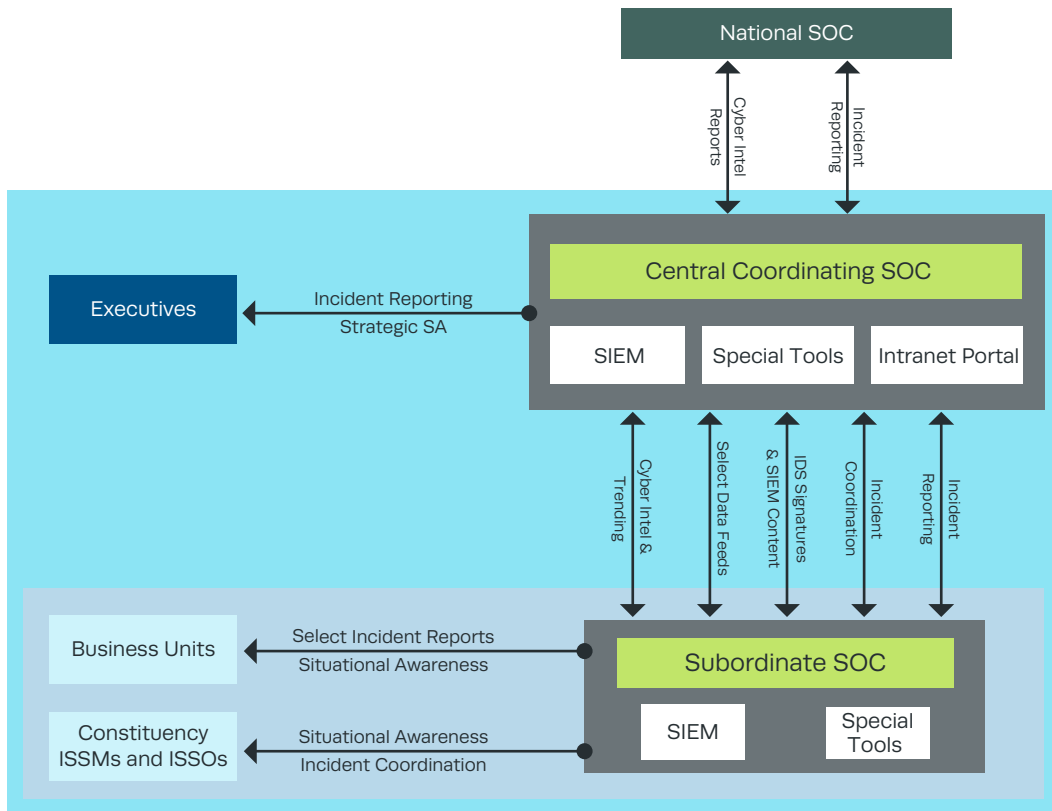 National SOC
Cyber Intel
Reports
Incident
Reporting
Central Coordinating SOC
Executives
Incident Reporting
Strategic SA
SIEM
Special Tools
Intranet Portal
Cyber Intel &
Trending
Select Data Feeds
IDS Signatures
& SIEM Content
Incident
Coordination
Incident
Reporting
Business Units
Select Incident Reports
Situational Awareness
Subordinate SOC
Constituency
ISSMs and ISSOs
Situational Awareness
Incident Coordination
SIEM
Special
Tools